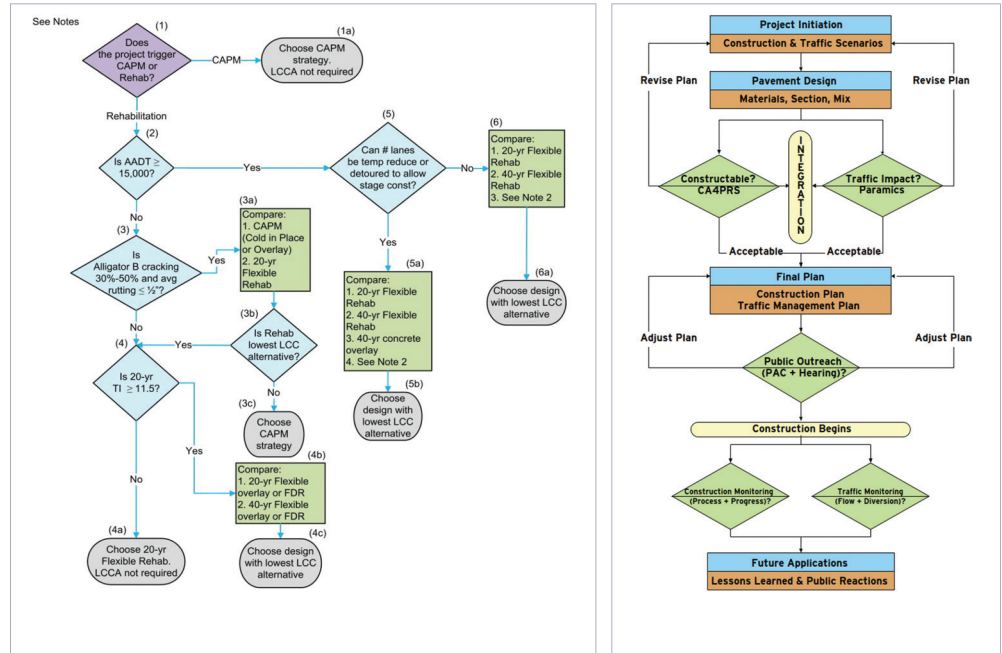 See Notes
(1)
Does
the project trigger
CAPM or
Rehab?
CAPM
(1a)
Choose CAPM
strategy.
LCCA not required
Rehabilitation
(2)
Is AADT ≥
15,000?
Yes
No
(5)
Can # lanes
be temp reduce or
detoured to allow
stage const?
No
Yes
(6)
Compare:
1. 20-yr Flexible
Rehab
2. 40-yr Flexible
Rehab
3. See Note 2
(6a)
Choose design
with lowest LCC
alternative
(3)
Is
Alligator B cracking
30%-50% and avg
rutting ≤ ½"?
Yes
No
(3a)
Compare:
1. CAPM
(Cold in Place
or Overlay)
2. 20-yr
Flexible
Rehab
(3b)
Is Rehab
lowest LCC
alternative?
Yes
No
(3c)
Choose
CAPM
strategy
(5a)
Compare:
1. 20-yr Flexible
Rehab
2. 40-yr Flexible
Rehab
3. 40-yr concrete
overlay
4. See Note 2
(5b)
Choose
design with
lowest LCC
alternative
(4)
Is 20-yr
TI ≥ 11.5?
Yes
No
(4b)
Compare:
1. 20-yr Flexible
overlay or FDR
2. 40-yr Flexible
overlay or FDR
(4a)
Choose 20-yr
Flexible Rehab.
LCCA not required
(4c)
Choose design
with lowest LCC
alternative
Project Initiation
Construction & Traffic Scenarios
Revise Plan
Revise Plan
Pavement Design
Materials, Section, Mix
Constructable?
CA4PRS
INTEGRATION
Traffic Impact?
Paramics
Acceptable
Acceptable
Final Plan
Construction Plan
Traffic Management Plan
Adjust Plan
Adjust Plan
Public Outreach
(PAC + Hearing)?
Construction Begins
Construction Monitoring
(Process + Progress)?
Traffic Monitoring
(Flow + Diversion)?
Future Applications
Lessons Learned & Public Reactions